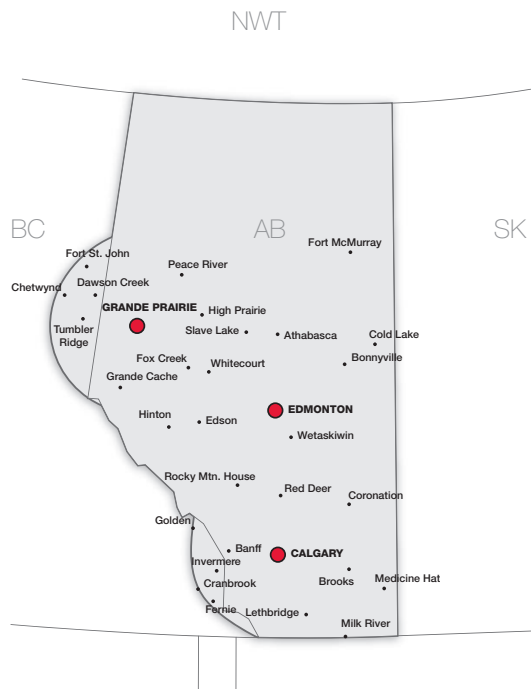 NWT
BC
AB
SK
Fort McMurray
Fort St. John
Peace River
Chetwynd
Dawson Creek
GRANDE PRAIRIE
High Prairie
Tumbler
Ridge
Slave Lake
Athabasca
Cold Lake
Fox Creek
Whitecourt
Bonnyville
Grande Cache
EDMONTON
Hinton
Edson
Wetaskiwin
Rocky Mtn. House
Red Deer
Coronation
Golden
Banff
CALGARY
Invermere
Cranbrook
Brooks
Medicine Hat
Fernie
Lethbridge
Milk River